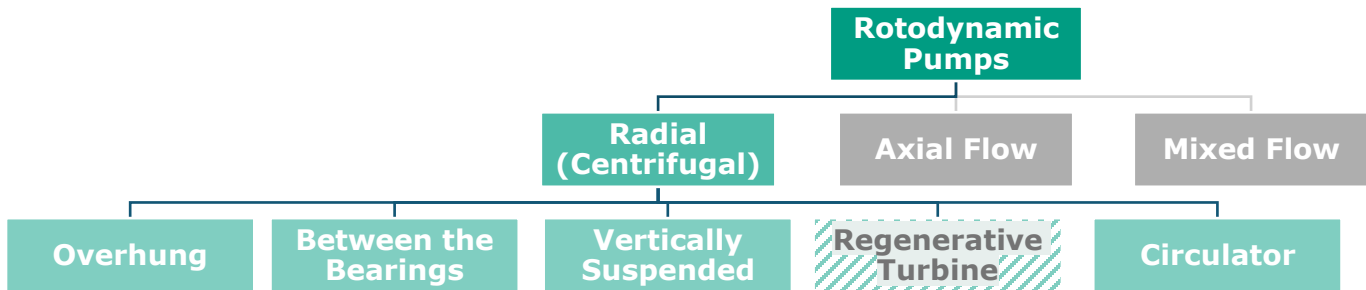 Rotodynamic
Pumps
Radial
(Centrifugal)
Axial Flow
Mixed Flow
Overhung
Between the
Bearings
Vertically
Suspended
Regenerative
Turbine
Circulator